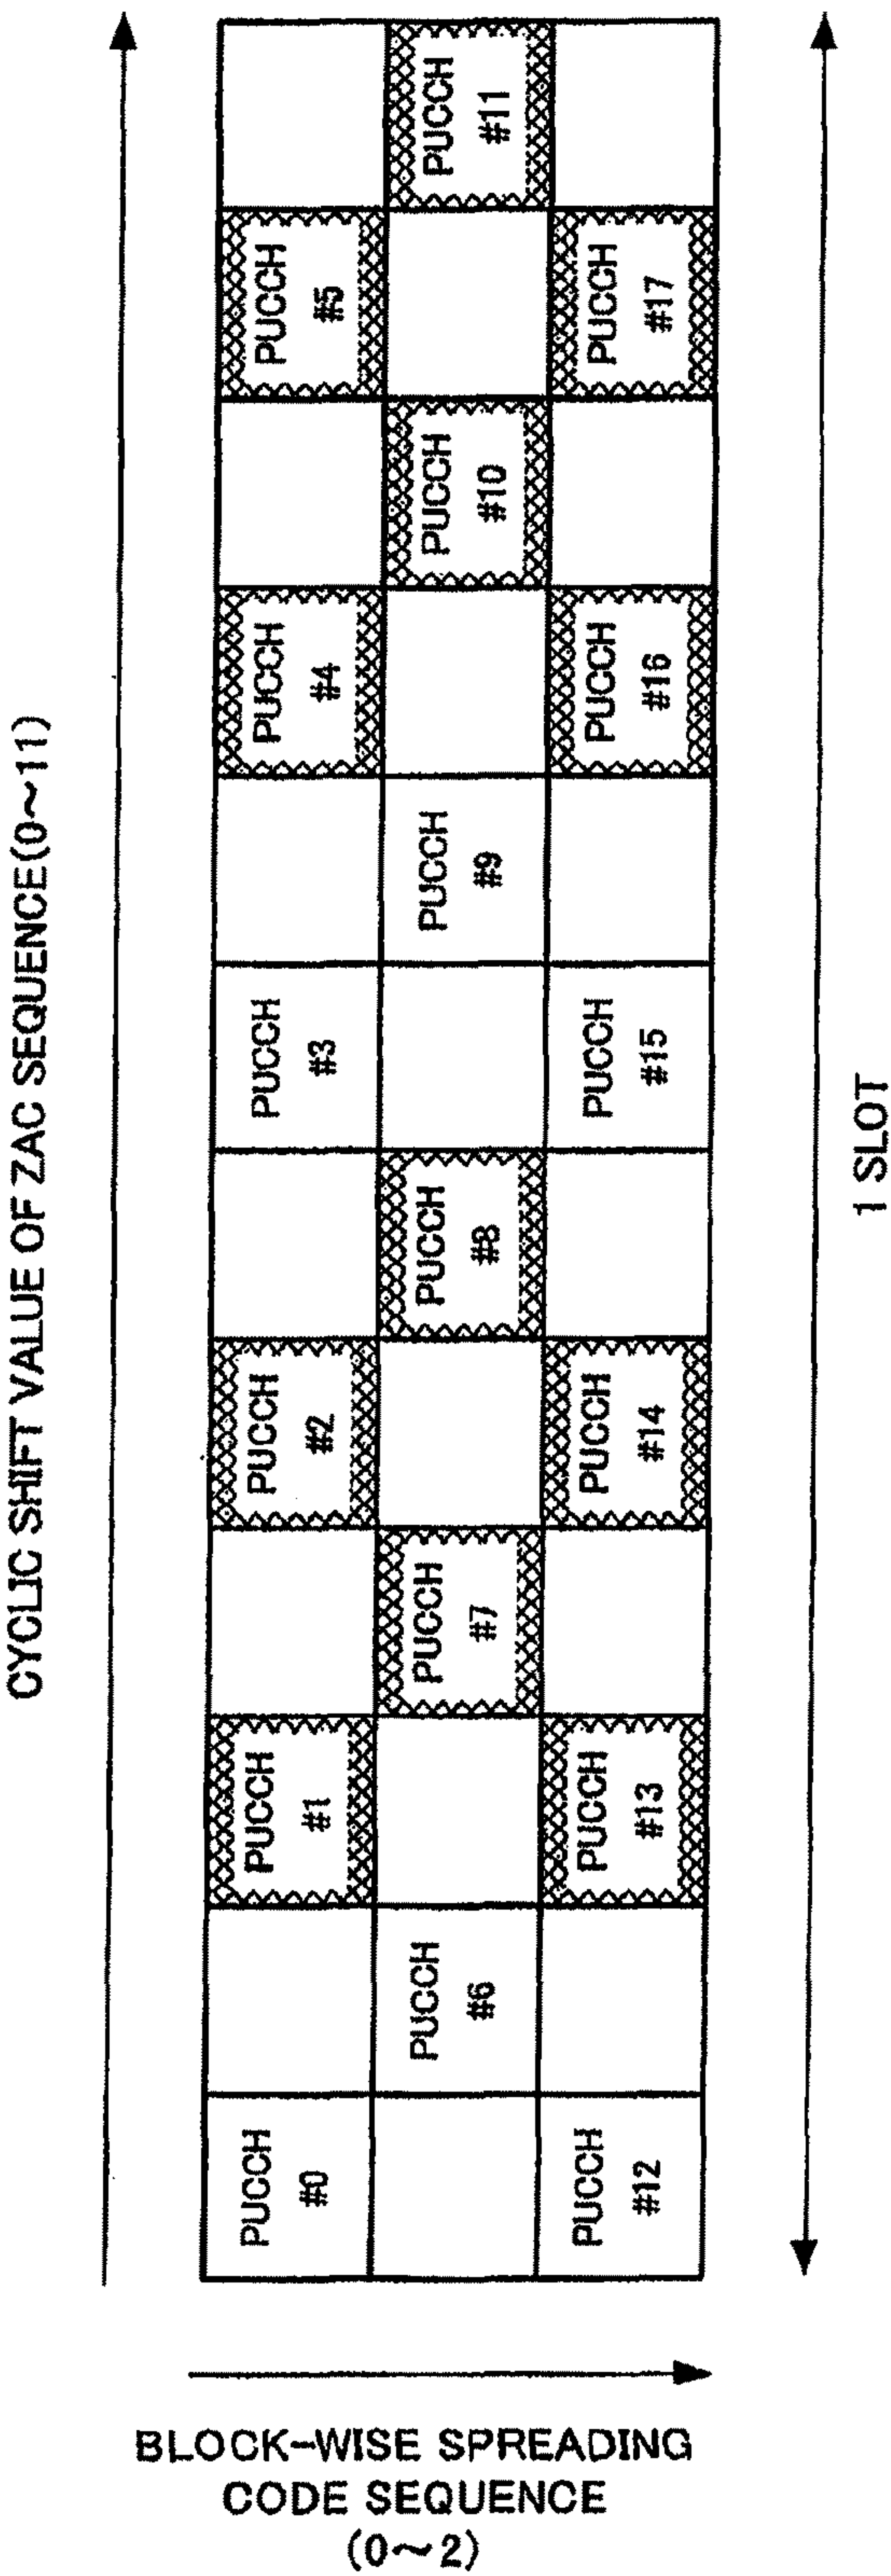 CYCLIC SHIFT VALUE OF ZAC SEQUENCE(0~11)
BLOCK-WISE SPREADING
CODE SEQUENCE
(0~2)
PUCCH
#0
PUCCH
#1
PUCCH
#2
PUCCH
#3
PUCCH
#4
PUCCH
#5
PUCCH
#6
PUCCH
#7
PUCCH
#8
PUCCH
#9
PUCCH
#10
PUCCH
#11
PUCCH
#12
PUCCH
#13
PUCCH
#14
PUCCH
#15
PUCCH
#16
PUCCH
#17
1 SLOT